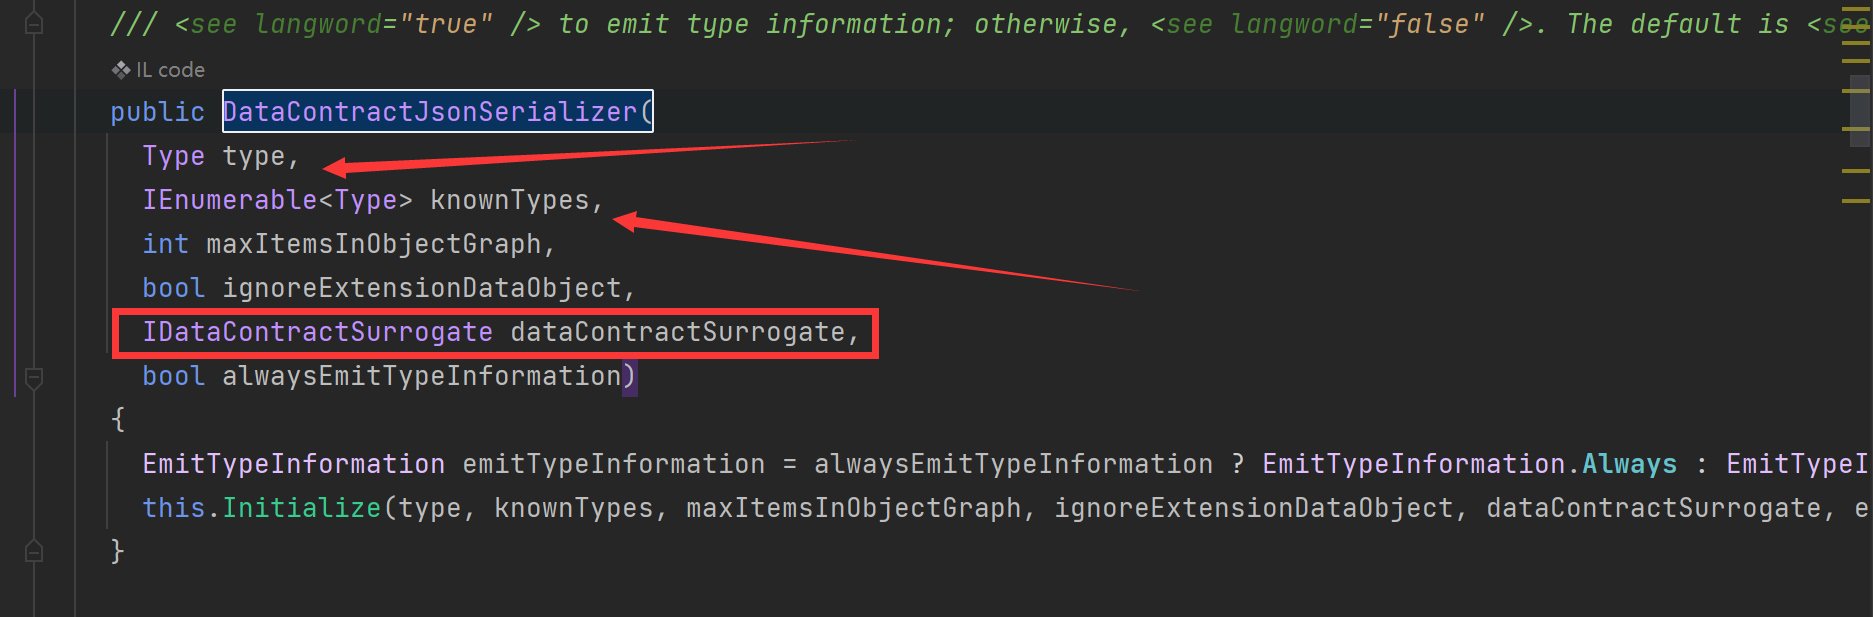 /// <see langword="true" /> to emit type information; otherwise, <see langword="false" />. The default is <see
IL code
public DataContractJsonSerializer(
Type type,
IEnumerable<Type> knownTypes,
int maxItemsInObjectGraph,
bool ignoreExtensionDataObject,
IDataContractSurrogate dataContractSurrogate,
bool alwaysEmitTypeInformation)
{
EmitTypeInformation emitTypeInformation = alwaysEmitTypeInformation ? EmitTypeInformation.Always : EmitTypeI
this.Initialize(type, knownTypes, maxItemsInObjectGraph, ignoreExtensionDataObject, dataContractSurrogate, e
}